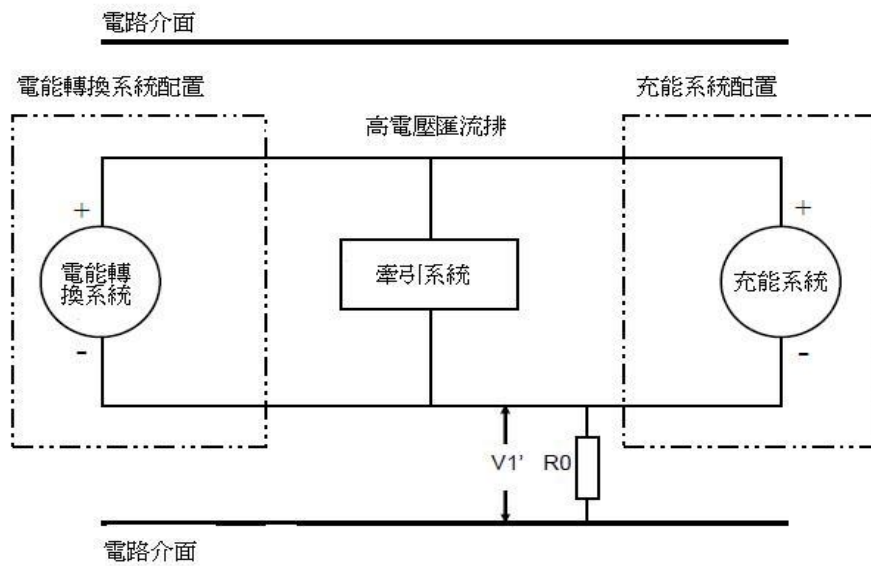 電路介面
電能轉換系統配置
充能系統配置
高電壓匯流排
+
+
電能轉
換系統
牽引系統
充能系統
-
-
V1'
R0
電路介面